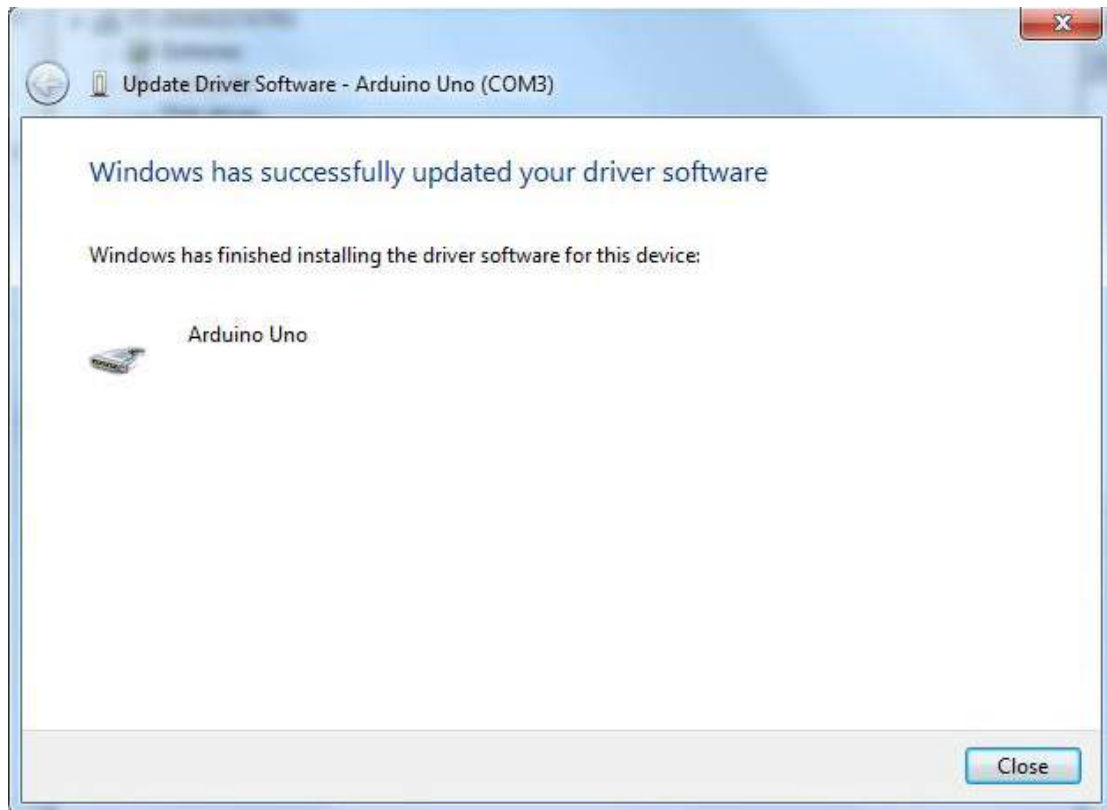 Update Driver Software - Arduino Uno (COM3)
Windows has successfully updated your driver software
Windows has finished installing the driver software for this device:
Arduino Uno
Close